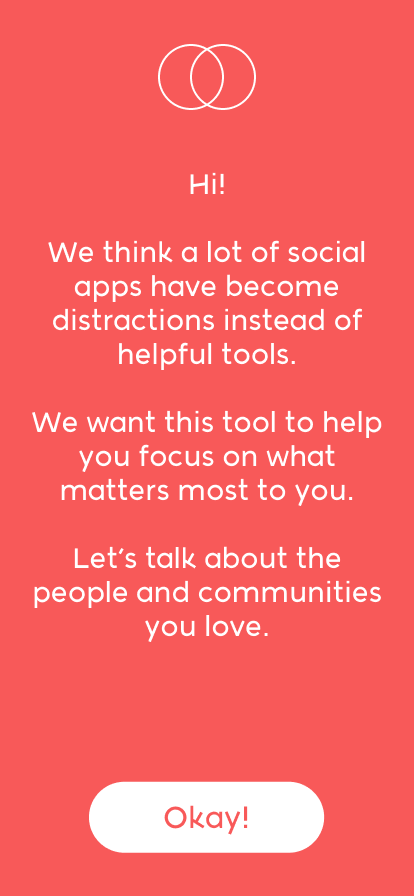 Hi!
We think a lot of social
apps have become
distractions instead of
helpful tools.
We want this tool to help
you focus on what
matters most to you.
Let's talk about the
people and communities
you love.
Okay!